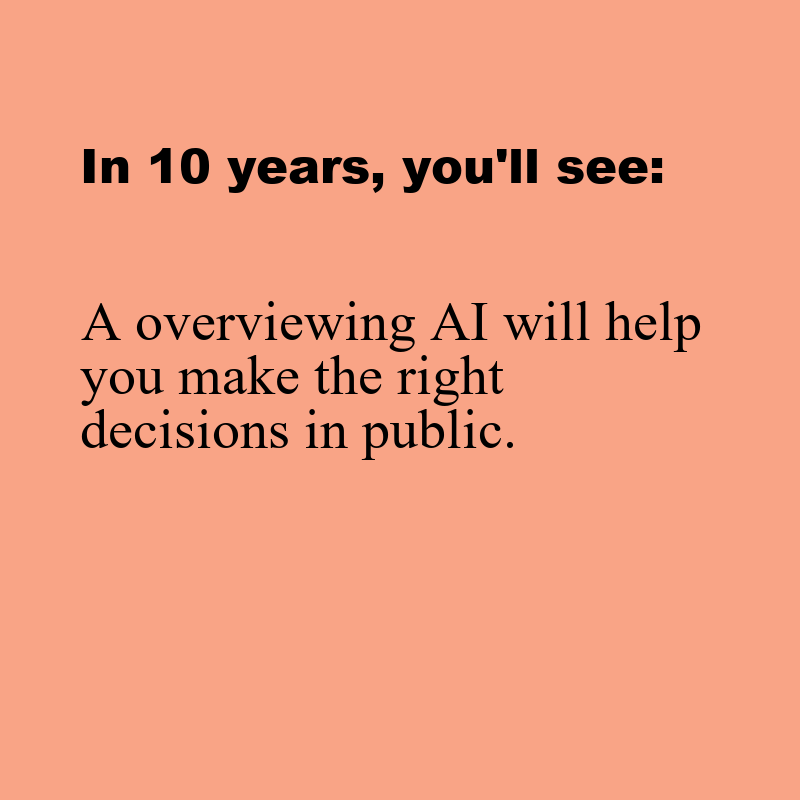 In 10 years, you'll see:
A overviewing AI will help
you make the right
decisions in public.